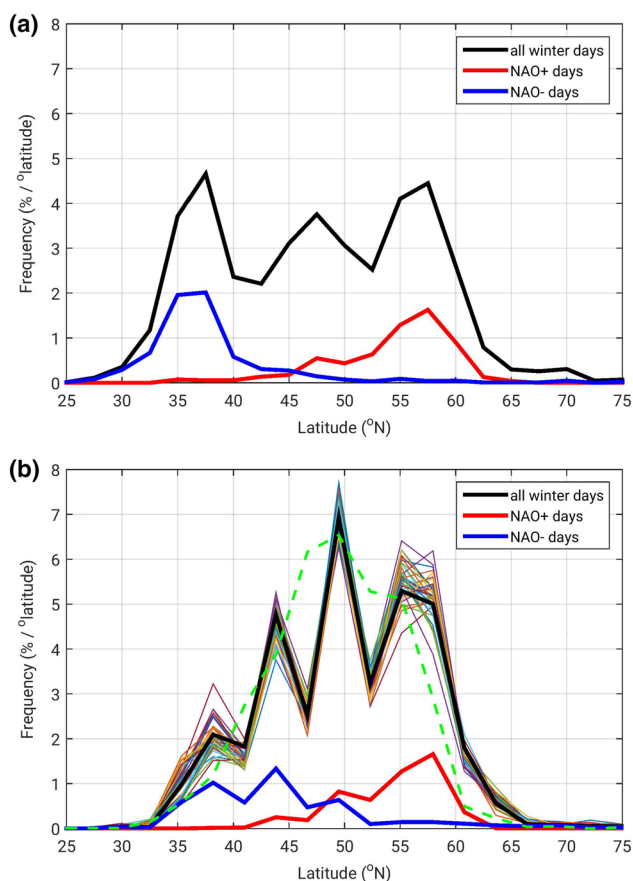 (a)
8
7
6
5
4
3
2
1
0
Frequency (% / °latitude)
all winter days
NAO+ days
NAO- days
25 30 35 40 45 50 55 60 65 70 75
Latitude (°N)
(b)
8
7
6
5
4
3
2
1
0
Frequency (% / °latitude)
all winter days
NAO+ days
NAO- days
25 30 35 40 45 50 55 60 65 70 75
Latitude (°N)